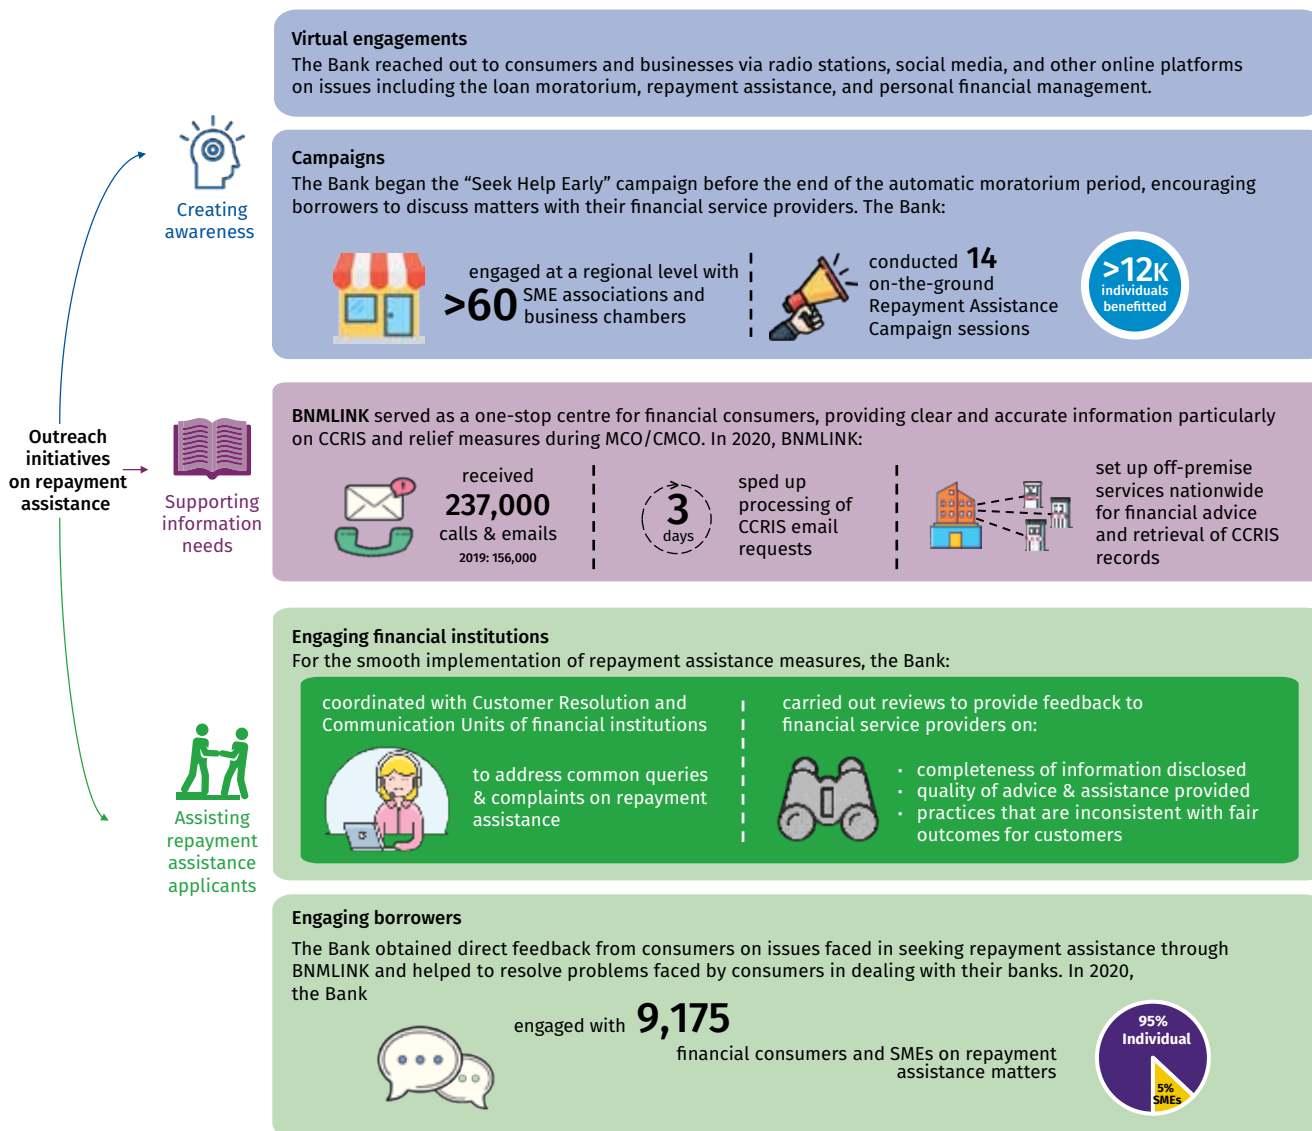 Virtual engagements
The Bank reached out to consumers and businesses via radio stations, social media, and other online platforms
on issues including the loan moratorium, repayment assistance, and personal financial management.
Creating
awareness
Campaigns
The Bank began the “Seek Help Early” campaign before the end of the automatic moratorium period, encouraging
borrowers to discuss matters with their financial service providers. The Bank:
engaged at a regional level with
>60 SME associations and
business chambers
conducted 14
on-the-ground
Repayment Assistance
Campaign sessions
>12K
individuals
benefitted
Outreach
initiatives
on repayment
assistance
Supporting
information
needs
BNMLINK served as a one-stop centre for financial consumers, providing clear and accurate information particularly
on CCRIS and relief measures during MCO/CMCO. In 2020, BNMLINK:
received
237,000
calls & emails
2019: 156,000
3
days
sped up
processing of
CCRIS email
requests
set up off-premise
services nationwide
for financial advice
and retrieval of CCRIS
records
Assisting
repayment
assistance
applicants
Engaging financial institutions
For the smooth implementation of repayment assistance measures, the Bank:
coordinated with Customer Resolution and
Communication Units of financial institutions
to address common queries
& complaints on repayment
assistance
carried out reviews to provide feedback to
financial service providers on:
· completeness of information disclosed
· quality of advice & assistance provided
· practices that are inconsistent with fair
outcomes for customers
Engaging borrowers
The Bank obtained direct feedback from consumers on issues faced in seeking repayment assistance through
BNMLINK and helped to resolve problems faced by consumers in dealing with their banks. In 2020,
the Bank
engaged with 9,175
financial consumers and SMEs on repayment
assistance matters
95%
Individual
5%
SMEs